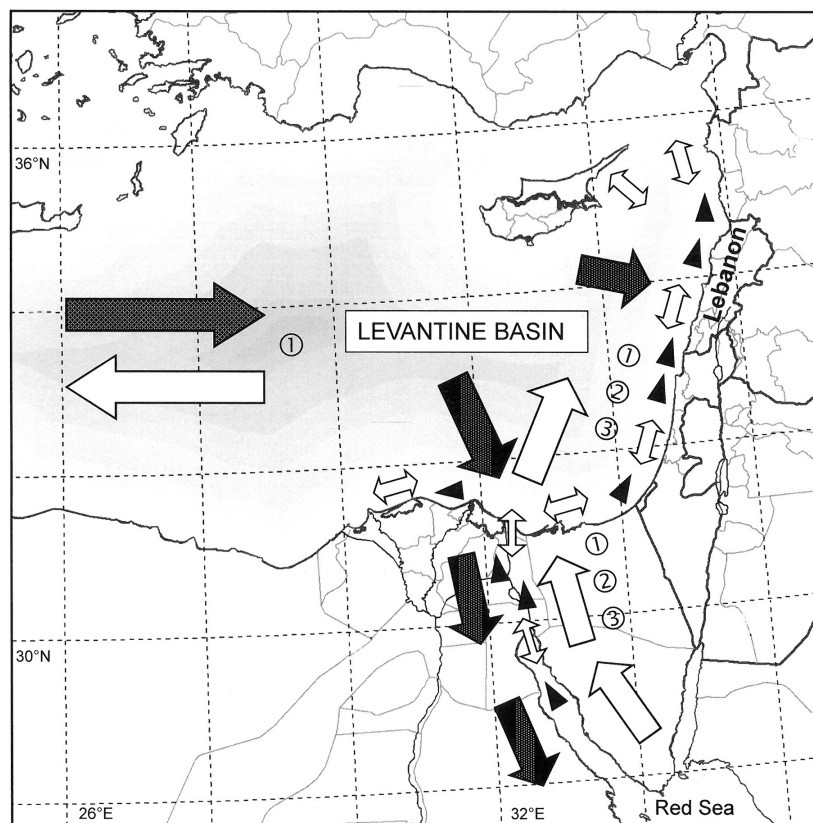 36°N
Lebanon
LEVANTINE BASIN
①
①
②
③
①
②
③
30°N
26°E
32°E
Red Sea